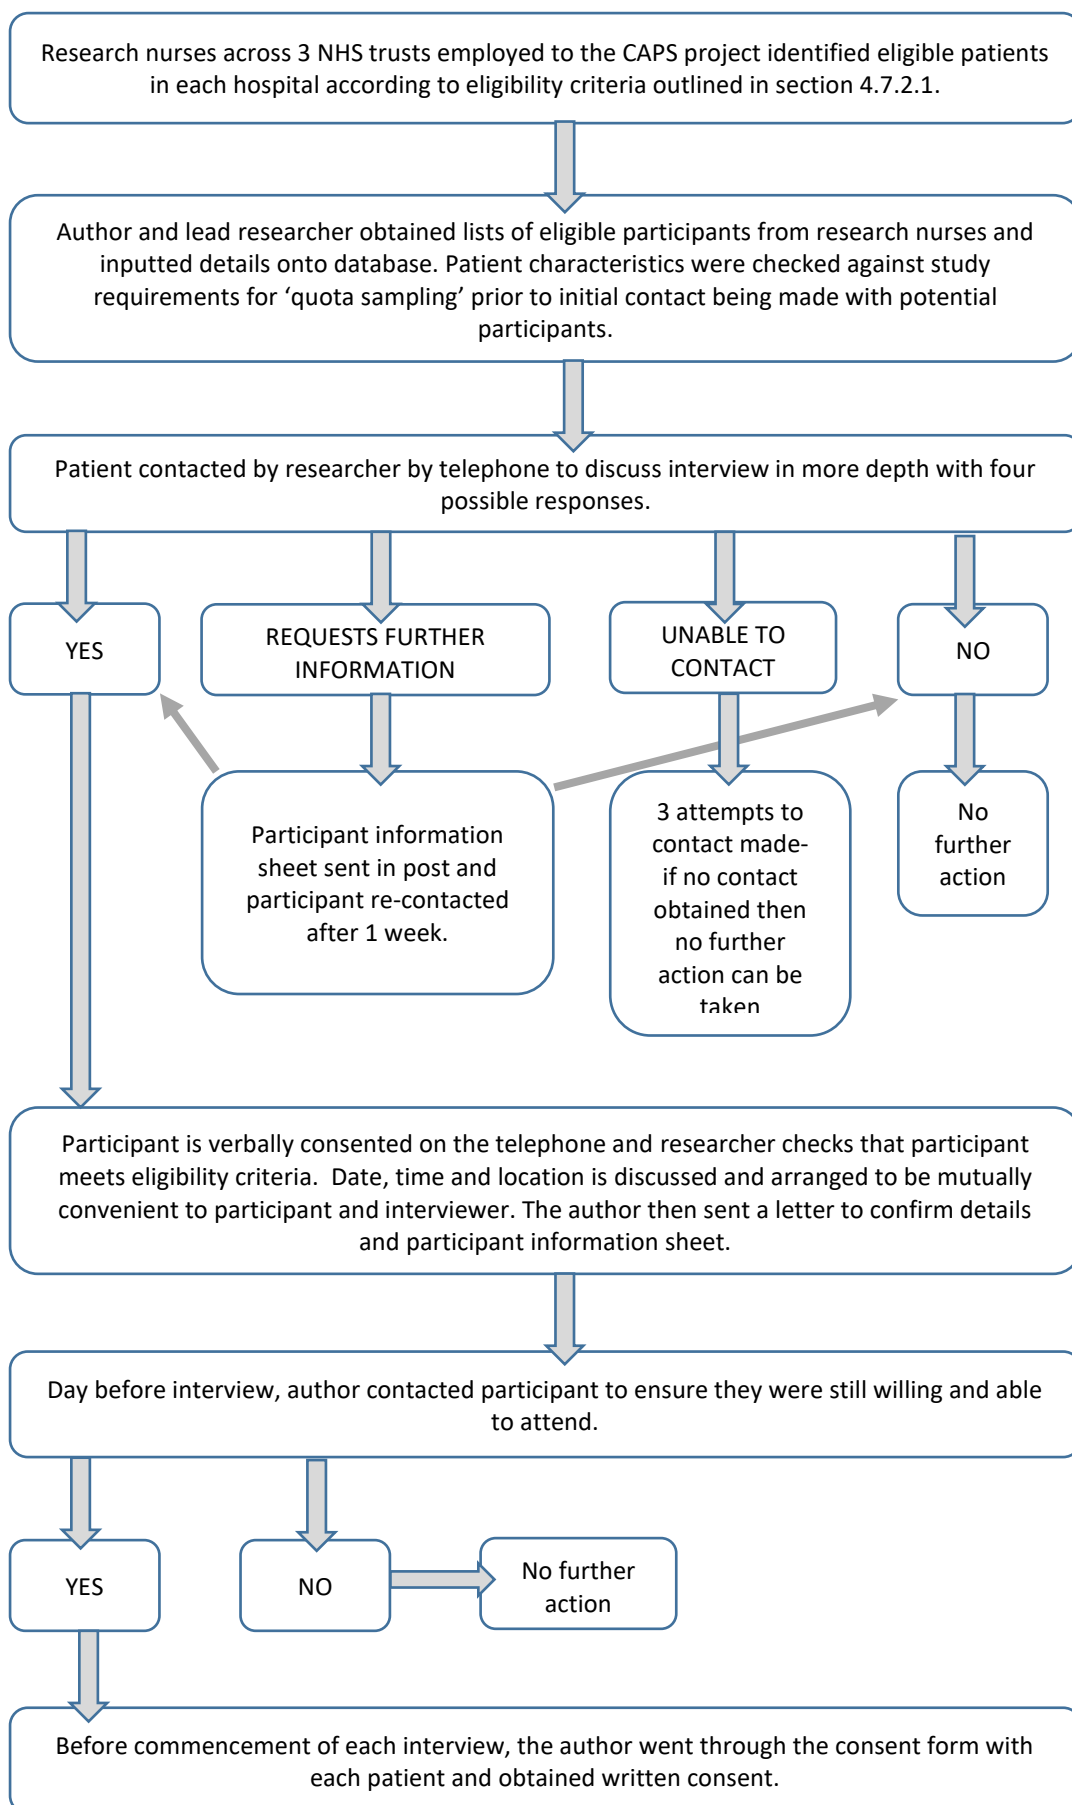 Research nurses across 3 NHS trusts employed to the CAPS project identified eligible patients
in each hospital according to eligibility criteria outlined in section 4.7.2.1.
Author and lead researcher obtained lists of eligible participants from research nurses and
inputted details onto database. Patient characteristics were checked against study
requirements for ‘quota sampling’ prior to initial contact being made with potential
participants.
Patient contacted by researcher by telephone to discuss interview in more depth with four
possible responses.
YES
REQUESTS FURTHER
INFORMATION
UNABLE TO
CONTACT
NO
Participant information
sheet sent in post and
participant re-contacted
after 1 week.
3 attempts to
contact made-
if no contact
obtained then
no further
action can be
taken
No
further
action
Participant is verbally consented on the telephone and researcher checks that participant
meets eligibility criteria.  Date, time and location is discussed and arranged to be mutually
convenient to participant and interviewer. The author then sent a letter to confirm details
and participant information sheet.
Day before interview, author contacted participant to ensure they were still willing and able
to attend.
YES
NO
No further
action
Before commencement of each interview, the author went through the consent form with
each patient and obtained written consent.